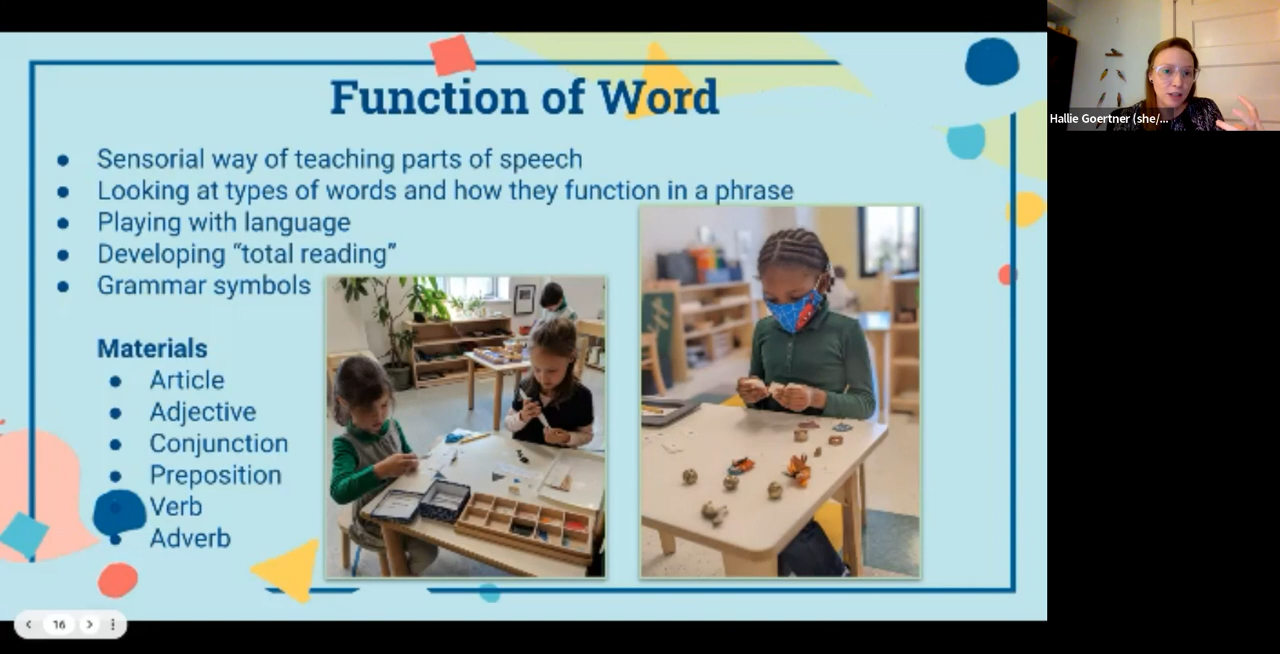 Function of Word
Sensorial way of teaching parts of speech
Looking at types of words and how they function in a phrase
Playing with language
Developing “total reading”
Grammar symbols
Materials
Article
Adjective
Conjunction
Preposition
Verb
Adverb
16
Hallie Goertner (she/...